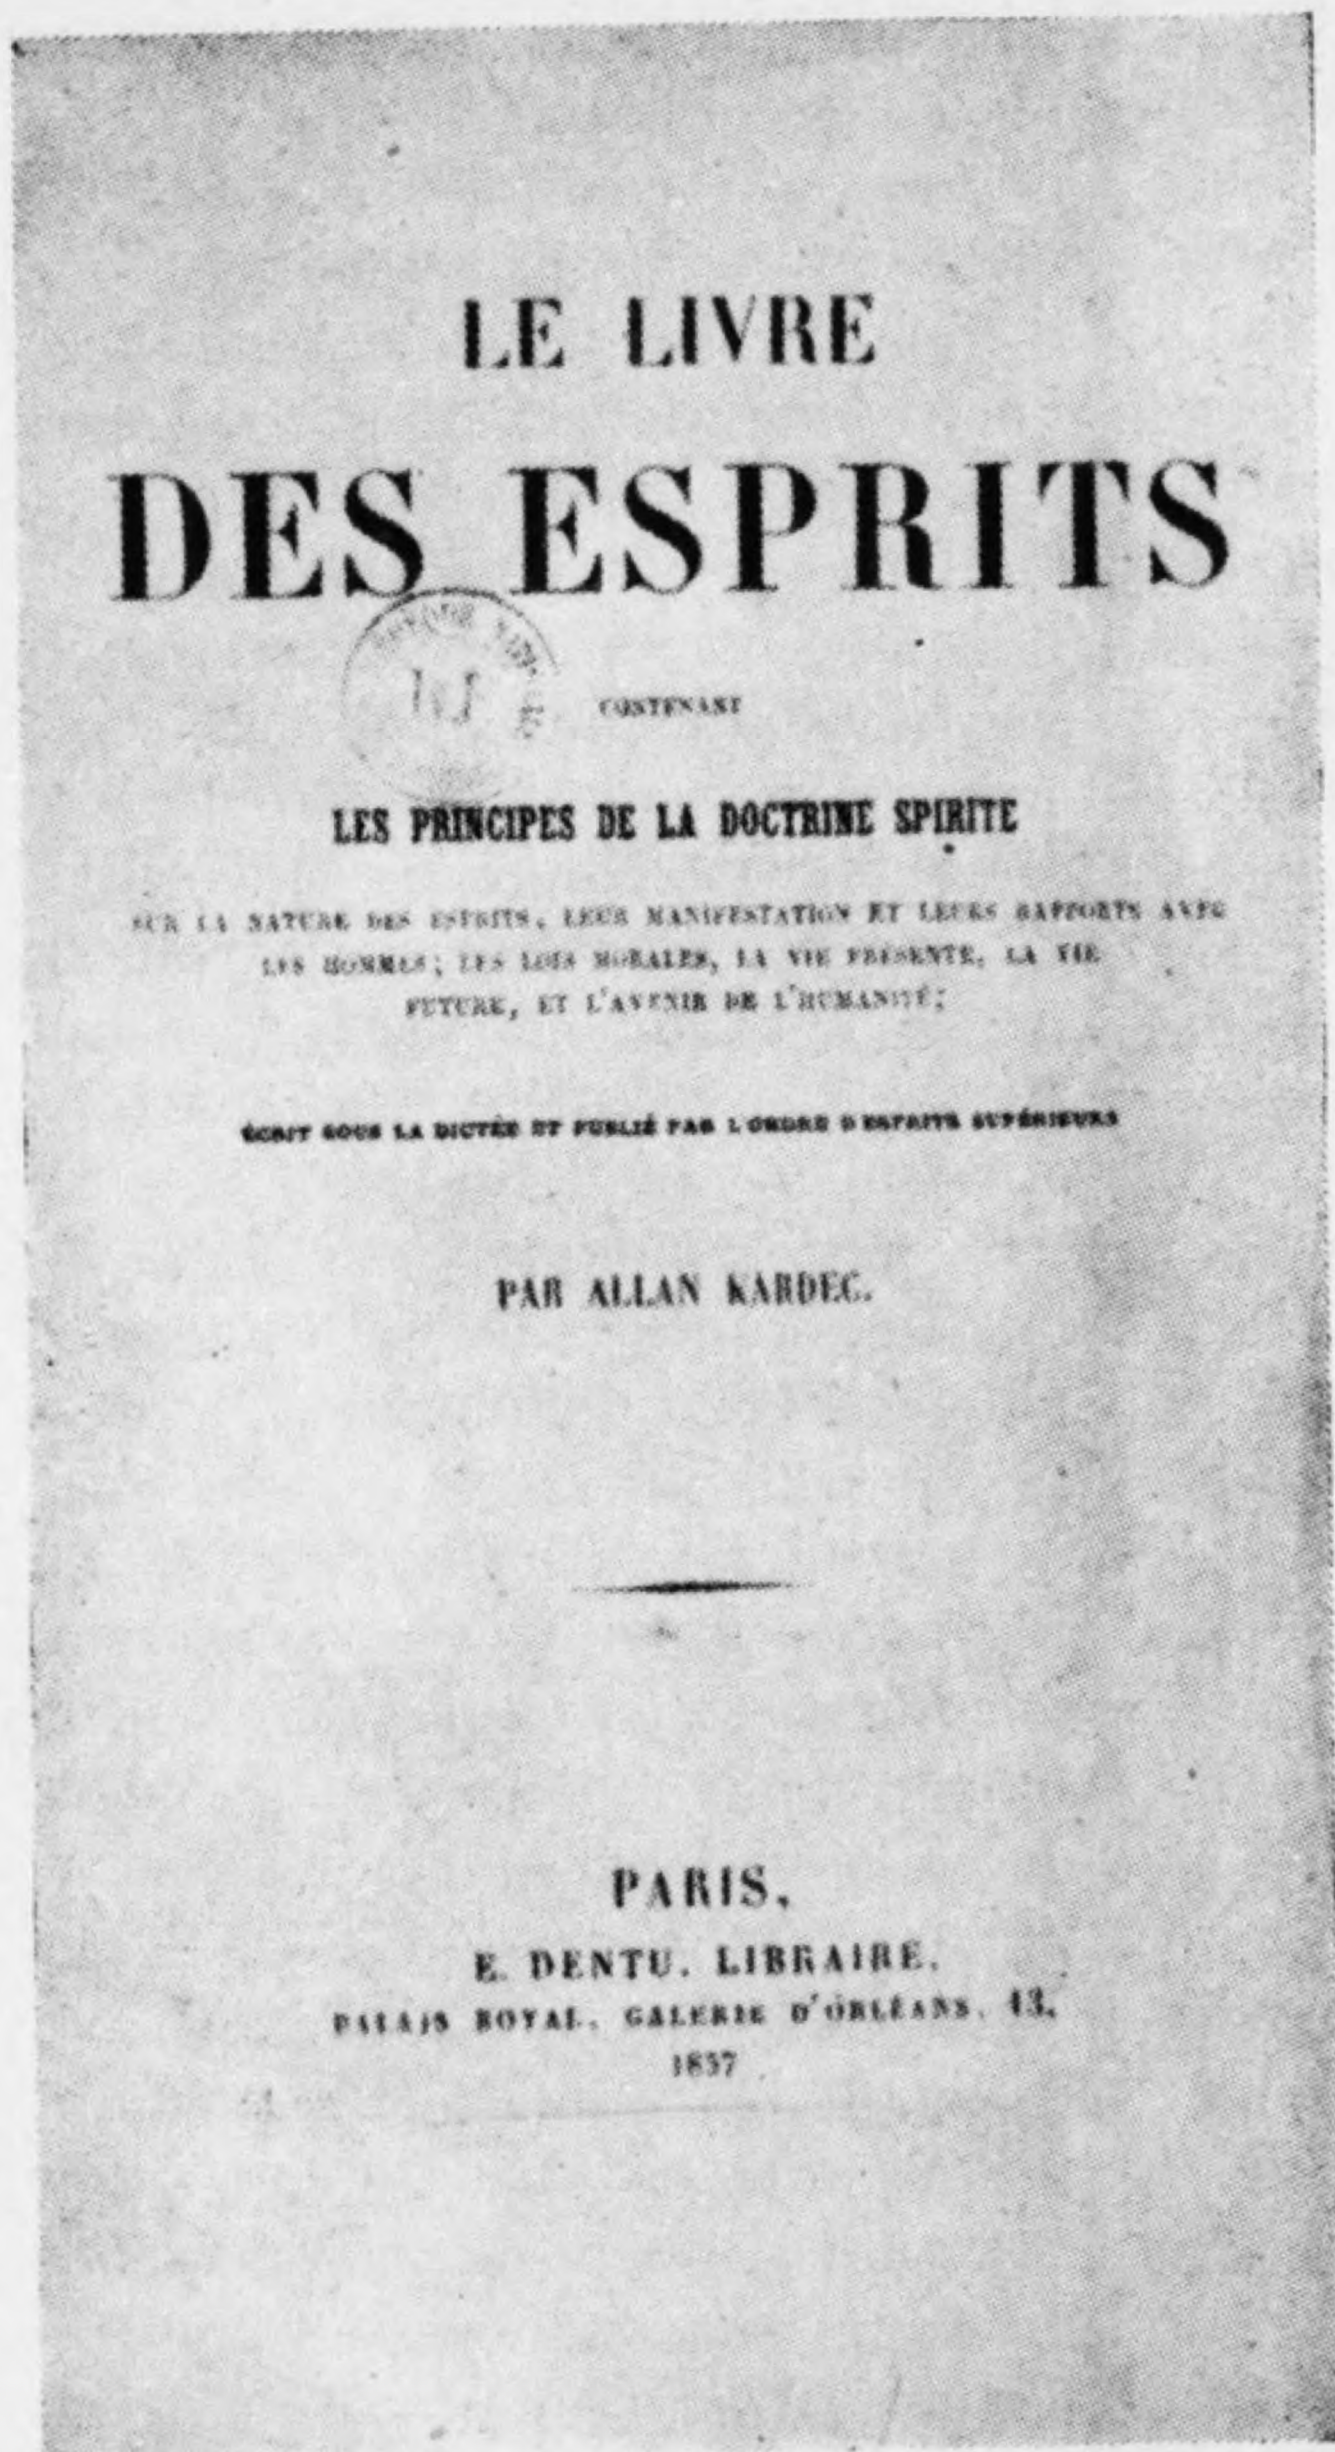 LE LIVRE
DES ESPRITS
CONTENANT
LES PRINCIPES DE LA DOCTRINE SPIRITE
SUR LA NATURE DES ESPRITS, LEUR MANIFESTATION ET LEURS RAPPORTS AVEC
LES HOMMES; LES LOIS MORALES, LA VIE PRÉSENTE, LA VIE
FUTURE, ET L'AVENIR DE L'HUMANITÉ;
ÉCRIT SOUS LA DICTÉE ET PUBLIÉ PAR L'ORDRE D'ESPRITS SUPÉRIEURS
PAR ALLAN KARDEC.
PARIS,
E. DENTU, LIBRAIRE,
PALAIS ROYAL, GALERIE D'ORLÉANS, 13.
1857